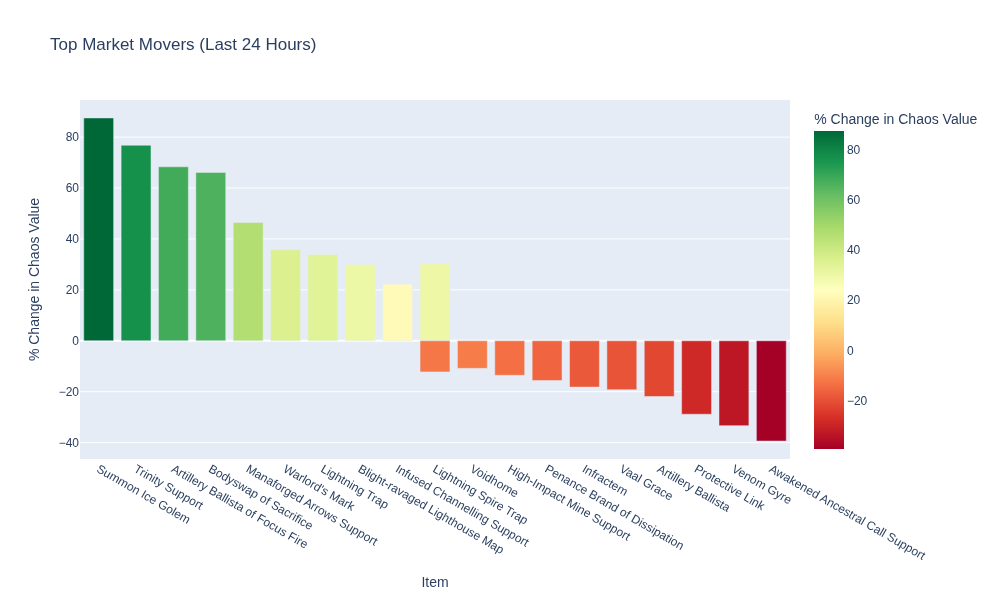 Top Market Movers (Last 24 Hours)
% Change in Chaos Value
80
60
40
20
0
−20
−40
% Change in Chaos Value
80
60
40
20
0
−20
Summon Ice Golem
Trinity Support
Artillery Ballista of Focus Fire
Bodyswap of Sacrifice
Manaforged Arrows Support
Warlord's Mark
Lightning Trap
Blight-ravaged Lighthouse Map
Infused Channelling Support
Lightning Spire Trap
Voidhome
High-Impact Mine Support
Penance Brand of Dissipation
Infractem
Vaal Grace
Artillery Ballista
Protective Link
Venom Gyre
Awakened Ancestral Call Support
Item